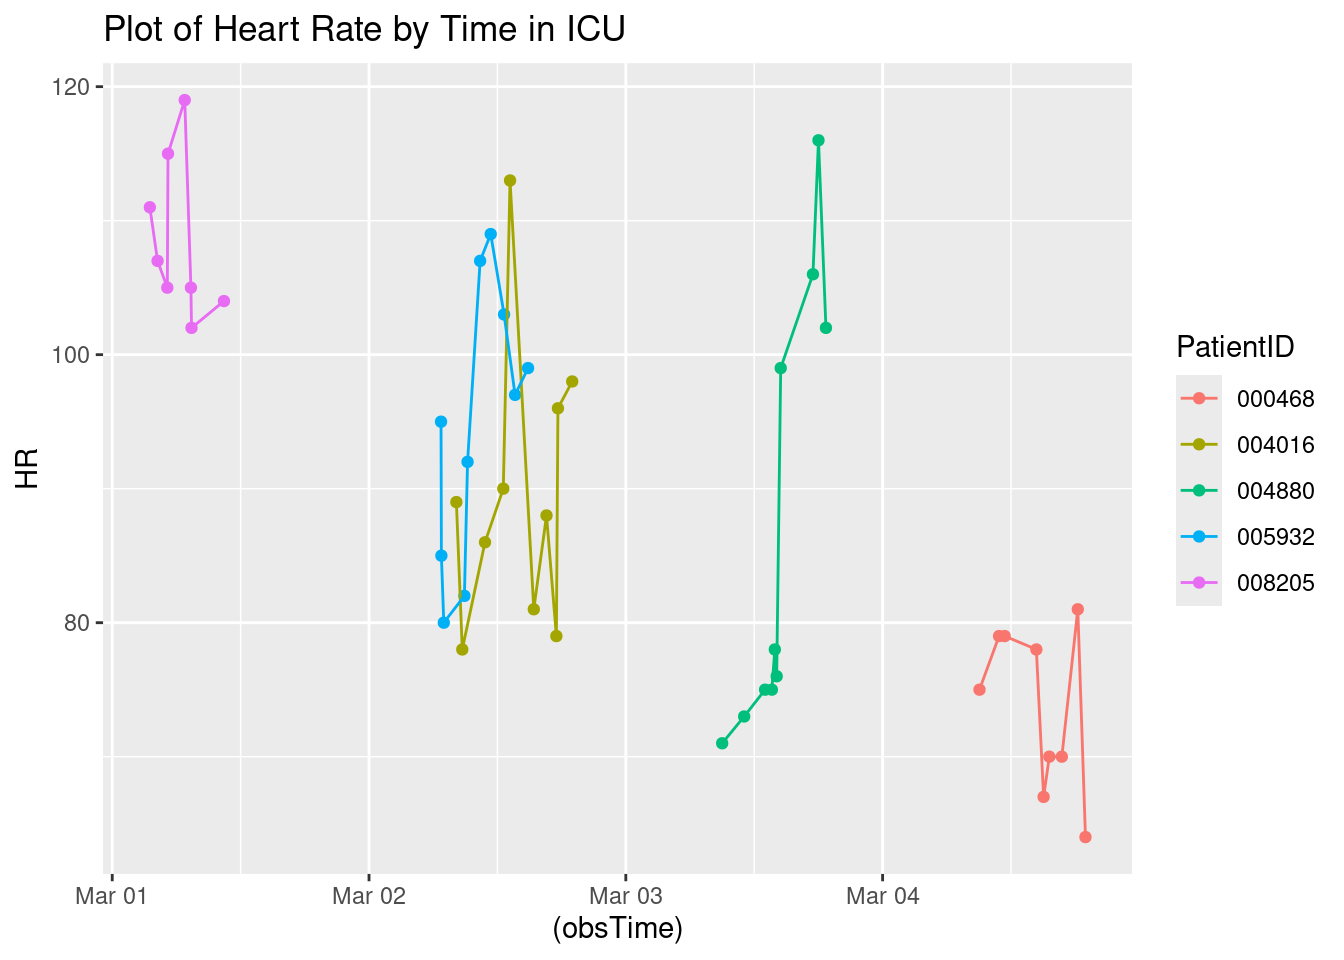 Plot of Heart Rate by Time in ICU
120
100
80
HR
Mar 01
Mar 02
Mar 03
Mar 04
(obsTime)
PatientID
000468
004016
004880
005932
008205